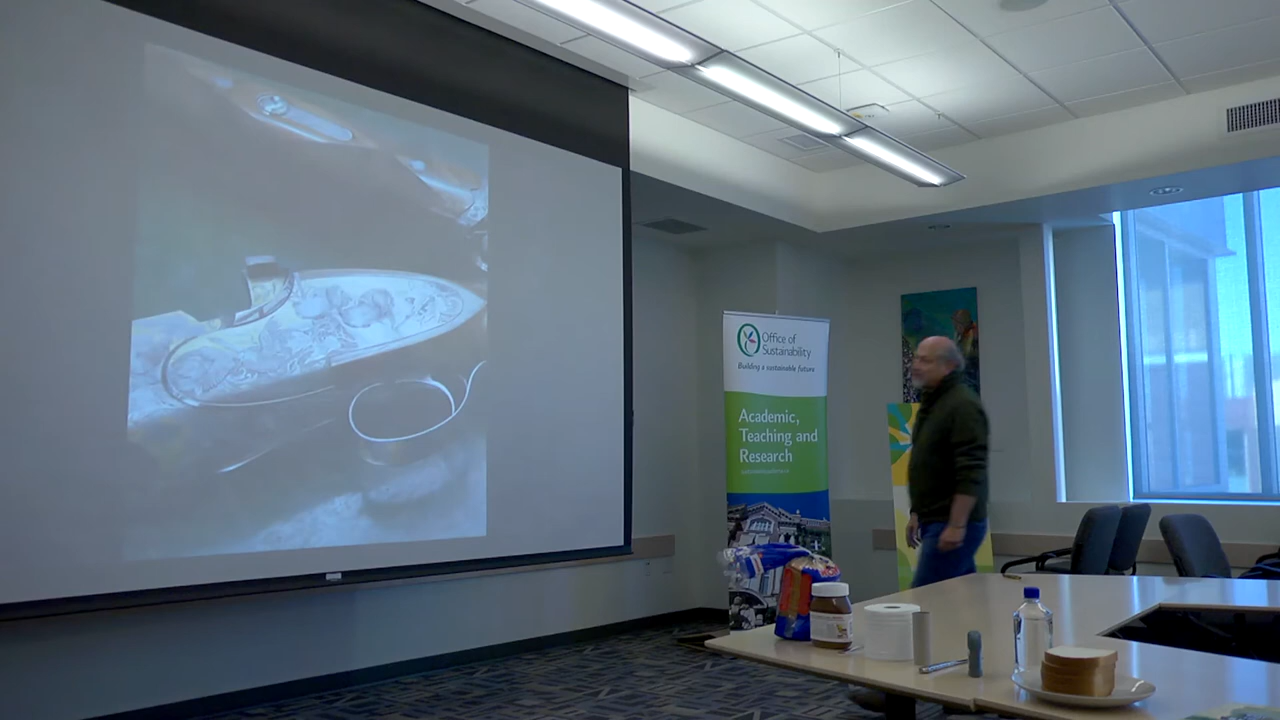 Office of
Sustainability
Building a sustainable future
Academic,
Teaching and
Research